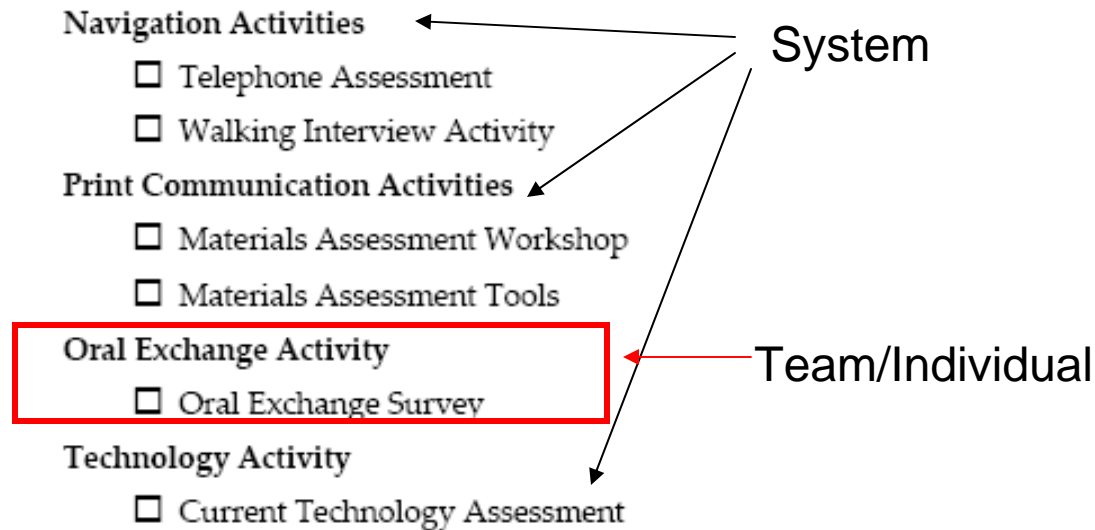 Navigation Activities
System
☐ Telephone Assessment
☐ Walking Interview Activity
Print Communication Activities
☐ Materials Assessment Workshop
☐ Materials Assessment Tools
Oral Exchange Activity
Team/Individual
☐ Oral Exchange Survey
Technology Activity
☐ Current Technology Assessment